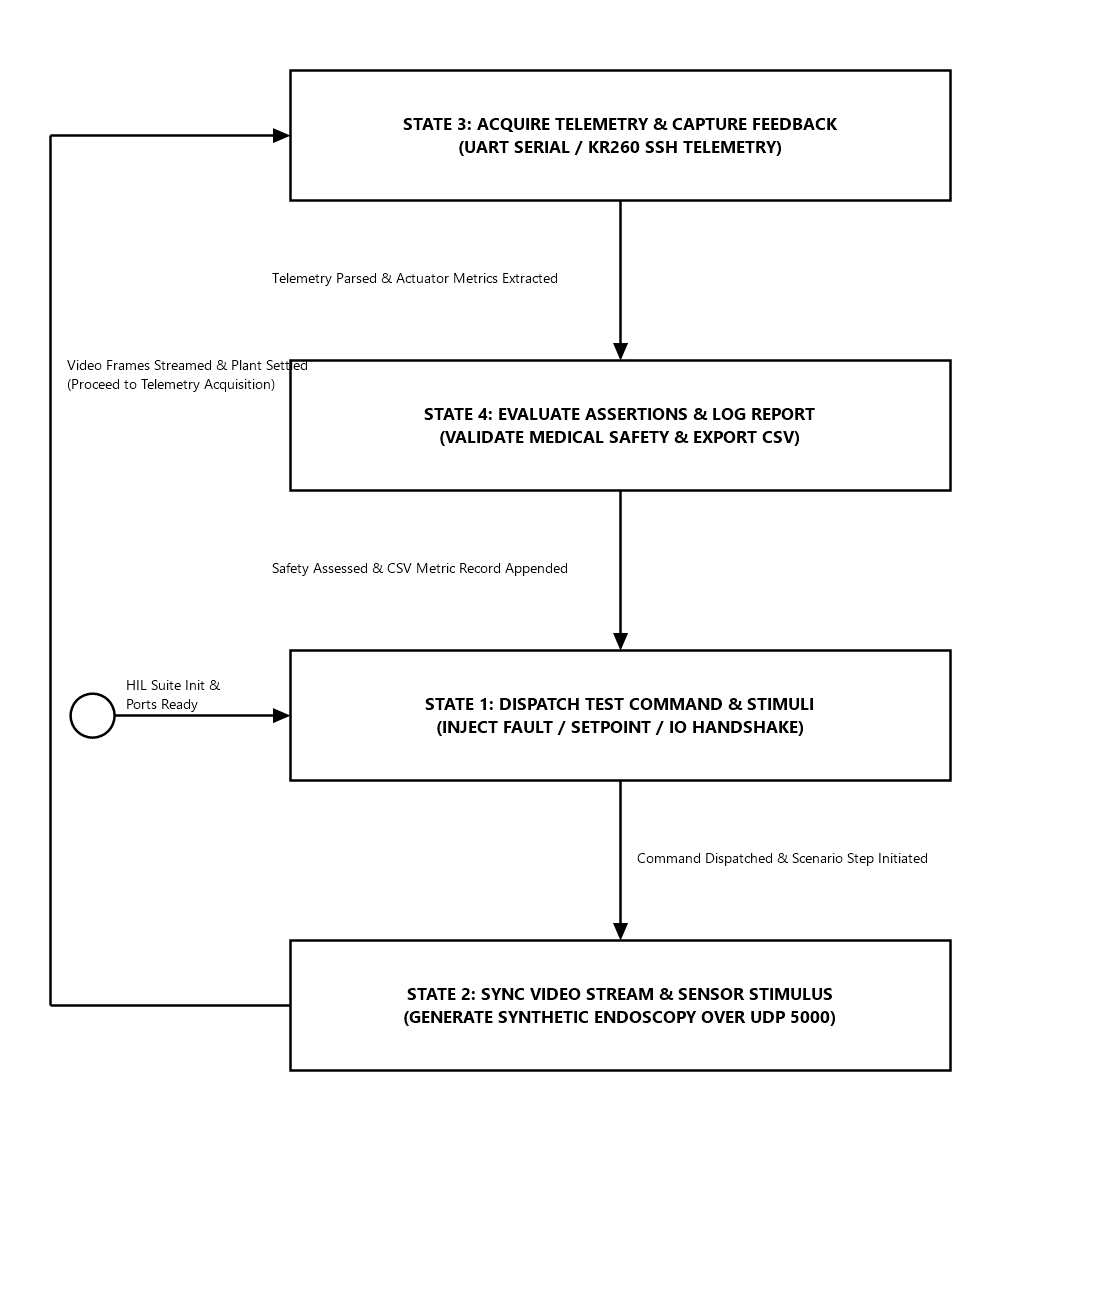 STATE 3: ACQUIRE TELEMETRY & CAPTURE FEEDBACK
(UART SERIAL / KR260 SSH TELEMETRY)
Telemetry Parsed & Actuator Metrics Extracted
Video Frames Streamed & Plant Settled
(Proceed to Telemetry Acquisition)
STATE 4: EVALUATE ASSERTIONS & LOG REPORT
(VALIDATE MEDICAL SAFETY & EXPORT CSV)
Safety Assessed & CSV Metric Record Appended
HIL Suite Init &
Ports Ready
STATE 1: DISPATCH TEST COMMAND & STIMULI
(INJECT FAULT / SETPOINT / IO HANDSHAKE)
Command Dispatched & Scenario Step Initiated
STATE 2: SYNC VIDEO STREAM & SENSOR STIMULUS
(GENERATE SYNTHETIC ENDOSCOPY OVER UDP 5000)